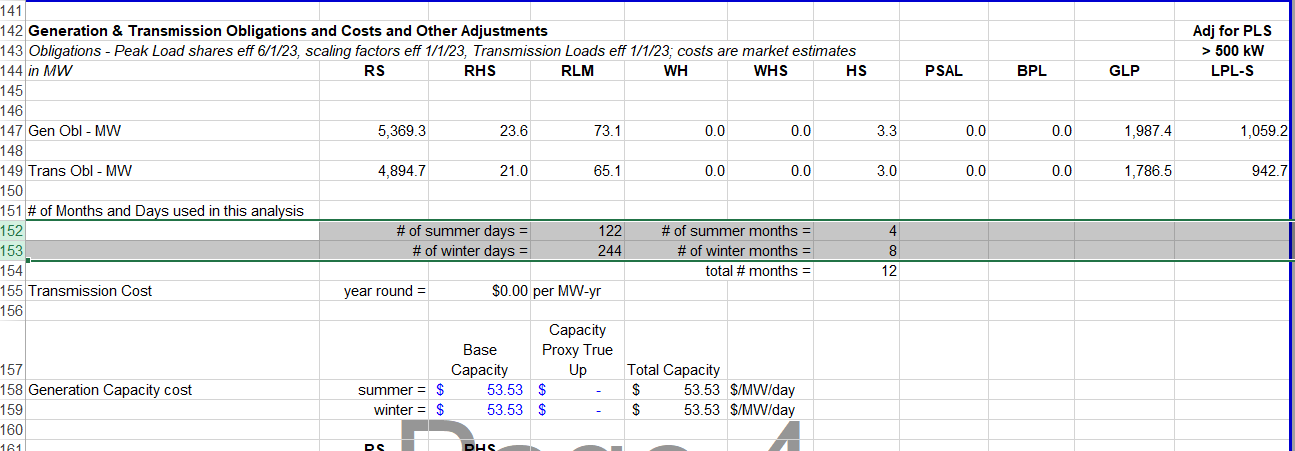 141
142 Generation & Transmission Obligations and Costs and Other Adjustments Adj for PLS
143 Obligations - Peak Load shares eff 6/1/23, scaling factors eff 1/1/23, Transmission Loads eff 1/1/23; costs are market estimates > 500 kW
144 in MW RS RHS RLM WH WHS HS PSAL BPL GLP LPL-S
145
146
147 Gen Obl - MW 5,369.3 23.6 73.1 0.0 0.0 3.3 0.0 0.0 1,987.4 1,059.2
148
149 Trans Obl - MW 4,894.7 21.0 65.1 0.0 0.0 3.0 0.0 0.0 1,786.5 942.7
150
151 # of Months and Days used in this analysis
152 # of summer days = 122 # of summer months = 4
153 # of winter days = 244 # of winter months = 8
154 total # months = 12
155 Transmission Cost year round = $0.00 per MW-yr
156
Capacity
Base Proxy True
157 Capacity Up Total Capacity
158 Generation Capacity cost summer = $ 53.53 $ - $ 53.53 $/MW/day
159 winter = $ 53.53 $ - $ 53.53 $/MW/day
160
161 RS RHS
Page 4